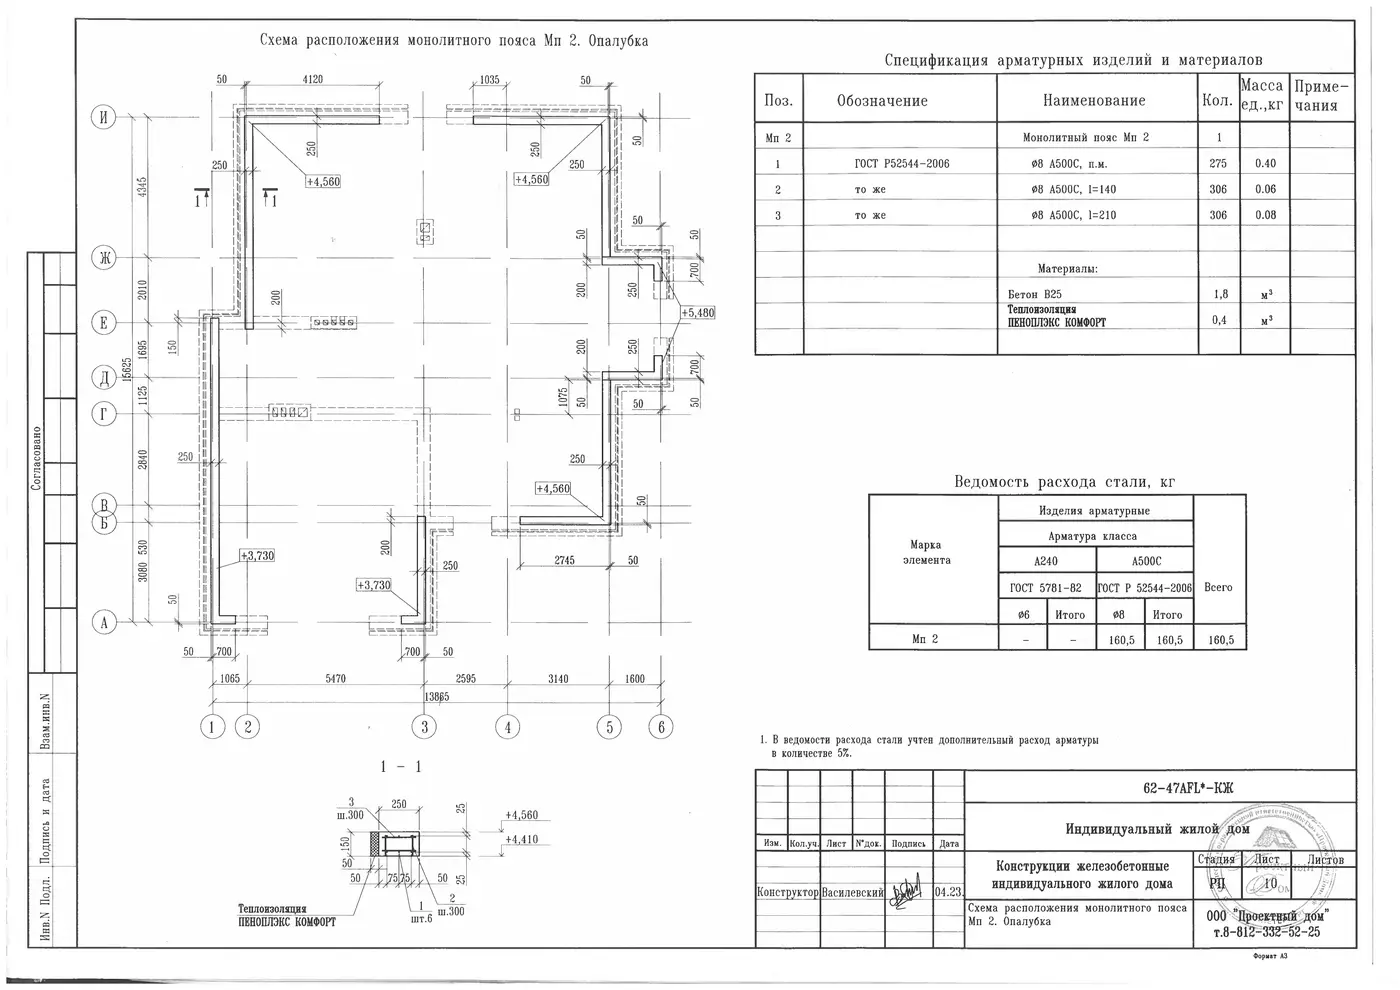 Схема расположения монолитного пояса Мп 2. Опалубка
50
4120
1035
50
И
Ж
Е
Д
Г
В
Б
А
4345
2010
1695
1125
2840
530
3080
15625
250
250
250
250
50
+4,560
+4,560
1
1
50
50
50
200
200
250
700
+5,480
150
200
250
700
1075
50
50
50
250
250
+4,560
50
200
250
2745
50
+3,730
+3,730
50
50
700
700
50
1065
5470
2595
3140
1600
13865
1
2
3
4
5
6
1 - 1
3
ш.300
250
25
+4,560
+4,410
150
50
50
75
75
50
25
2
ш.300
1
шт.6
Теплоизоляция
ПЕНОПЛЭКС КОМФОРТ
Спецификация арматурных изделий и материалов
Поз.
Обозначение
Наименование
Кол.
Масса
ед.,кг
Приме-
чания
Мп 2
Монолитный пояс Мп 2
1
1
ГОСТ Р52544-2006
ø8 А500С, п.м.
275
0.40
2
то же
ø8 А500С, l=140
306
0.06
3
то же
ø8 А500С, l=210
306
0.08
Материалы:
Бетон В25
1,8
м³
Теплоизоляция
ПЕНОПЛЭКС КОМФОРТ
0,4
м³
Ведомость расхода стали, кг
Марка
элемента
Изделия арматурные
Арматура класса
А240
А500С
ГОСТ 5781-82
ГОСТ Р 52544-2006
Всего
ø6
Итого
ø8
Итого
Мп 2
-
-
160,5
160,5
160,5
1. В ведомости расхода стали учтен дополнительный расход арматуры
в количестве 5%.
62-47AFL*-КЖ
Индивидуальный жилой дом
Изм.
Кол.уч.
Лист
N°док.
Подпись
Дата
Конструктор
Василевский
04.23.
Конструкции железобетонные
индивидуального жилого дома
Стадия
Лист
Листов
РП
10
Схема расположения монолитного пояса
Мп 2. Опалубка
ООО "Проектный дом"
т.8-812-332-52-25
Формат А3
Согласовано
Взам.инв.N
Подпись и дата
Инв.N Подл.